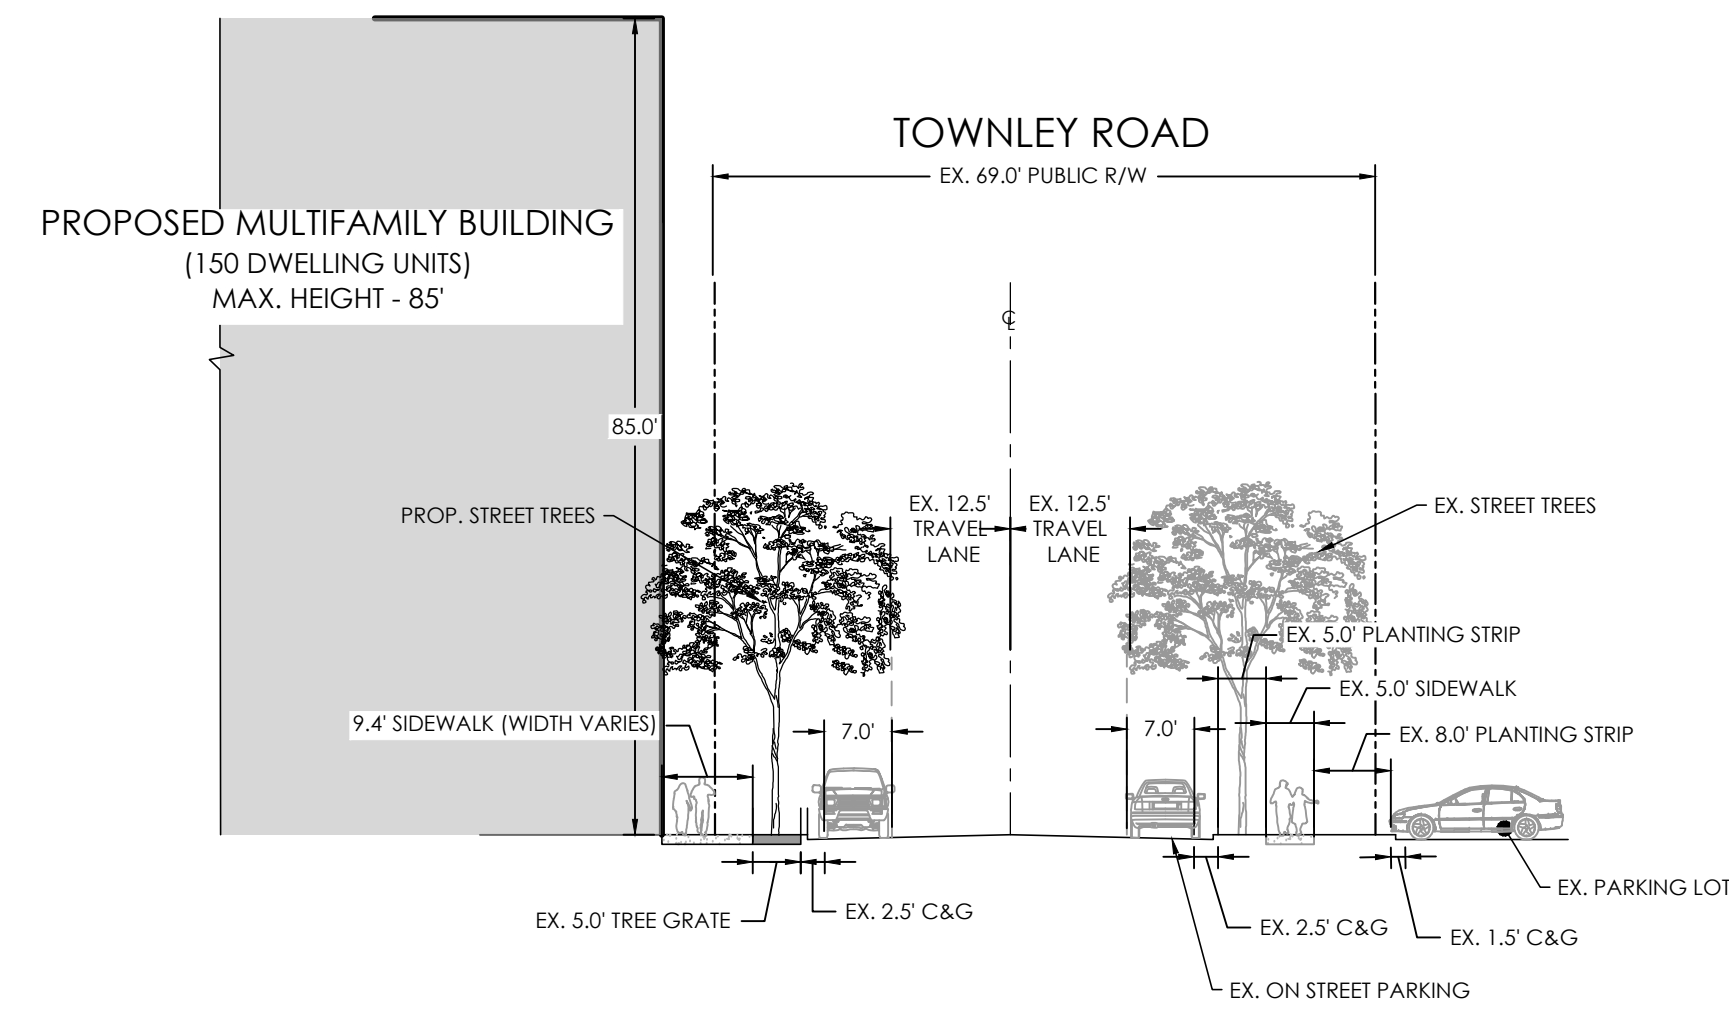 TOWNLEY ROAD
EX. 69.0' PUBLIC R/W
PROPOSED MULTIFAMILY BUILDING
(150 DWELLING UNITS)
MAX. HEIGHT - 85'
℄
85.0'
PROP. STREET TREES
EX. 12.5'
TRAVEL
LANE
EX. 12.5'
TRAVEL
LANE
EX. STREET TREES
EX. 5.0' PLANTING STRIP
EX. 5.0' SIDEWALK
9.4' SIDEWALK (WIDTH VARIES)
7.0'
7.0'
EX. 8.0' PLANTING STRIP
EX. PARKING LOT
EX. 5.0' TREE GRATE
EX. 2.5' C&G
EX. 2.5' C&G
EX. 1.5' C&G
EX. ON STREET PARKING